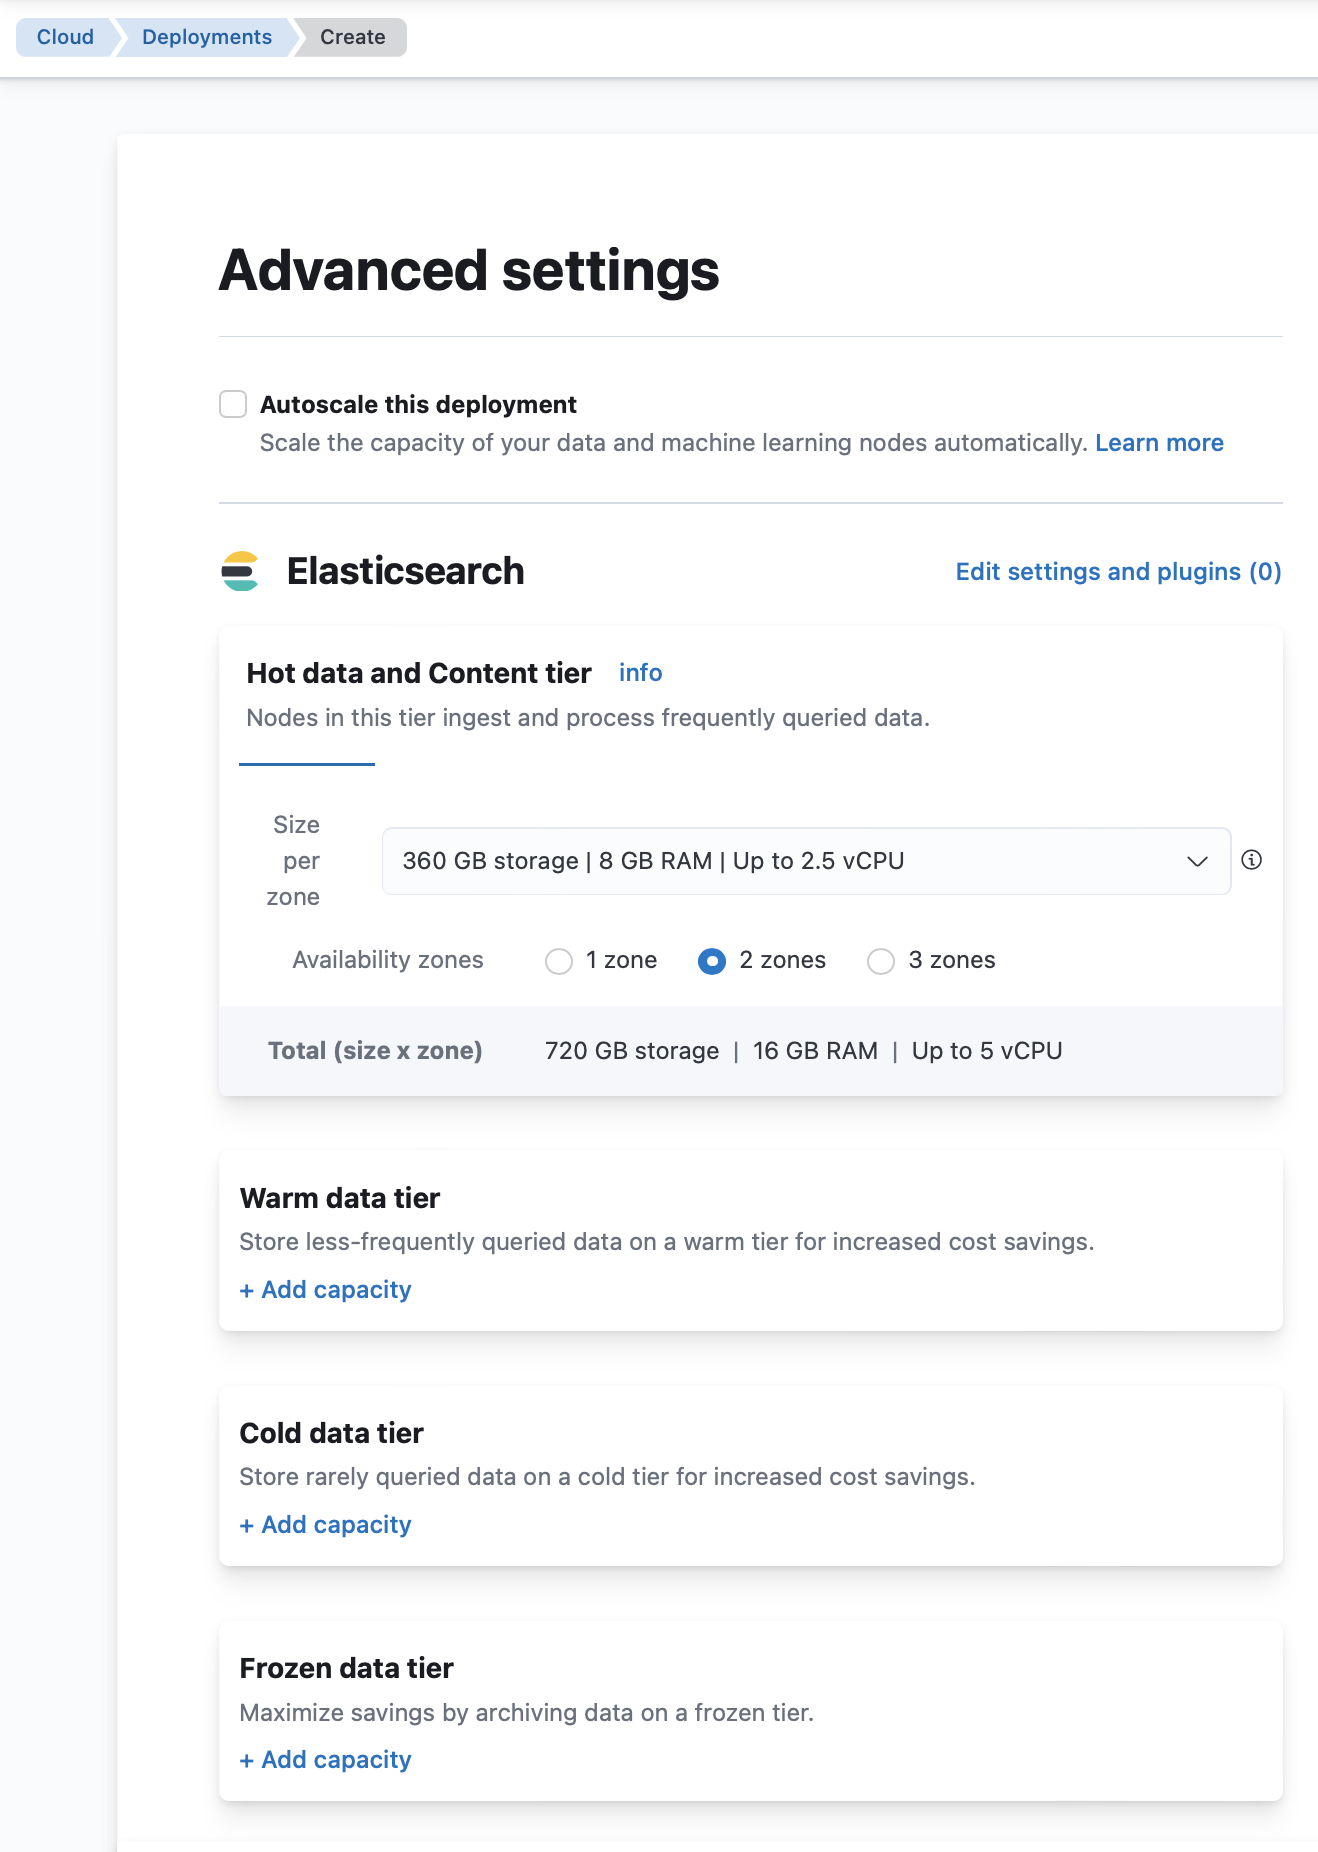 Cloud
Deployments
Create
Advanced settings
Autoscale this deployment
Scale the capacity of your data and machine learning nodes automatically. Learn more
Elasticsearch
Edit settings and plugins (0)
Hot data and Content tier info
Nodes in this tier ingest and process frequently queried data.
Size
per
zone
360 GB storage | 8 GB RAM | Up to 2.5 vCPU
Availability zones
1 zone
2 zones
3 zones
Total (size x zone)
720 GB storage | 16 GB RAM | Up to 5 vCPU
Warm data tier
Store less-frequently queried data on a warm tier for increased cost savings.
+ Add capacity
Cold data tier
Store rarely queried data on a cold tier for increased cost savings.
+ Add capacity
Frozen data tier
Maximize savings by archiving data on a frozen tier.
+ Add capacity